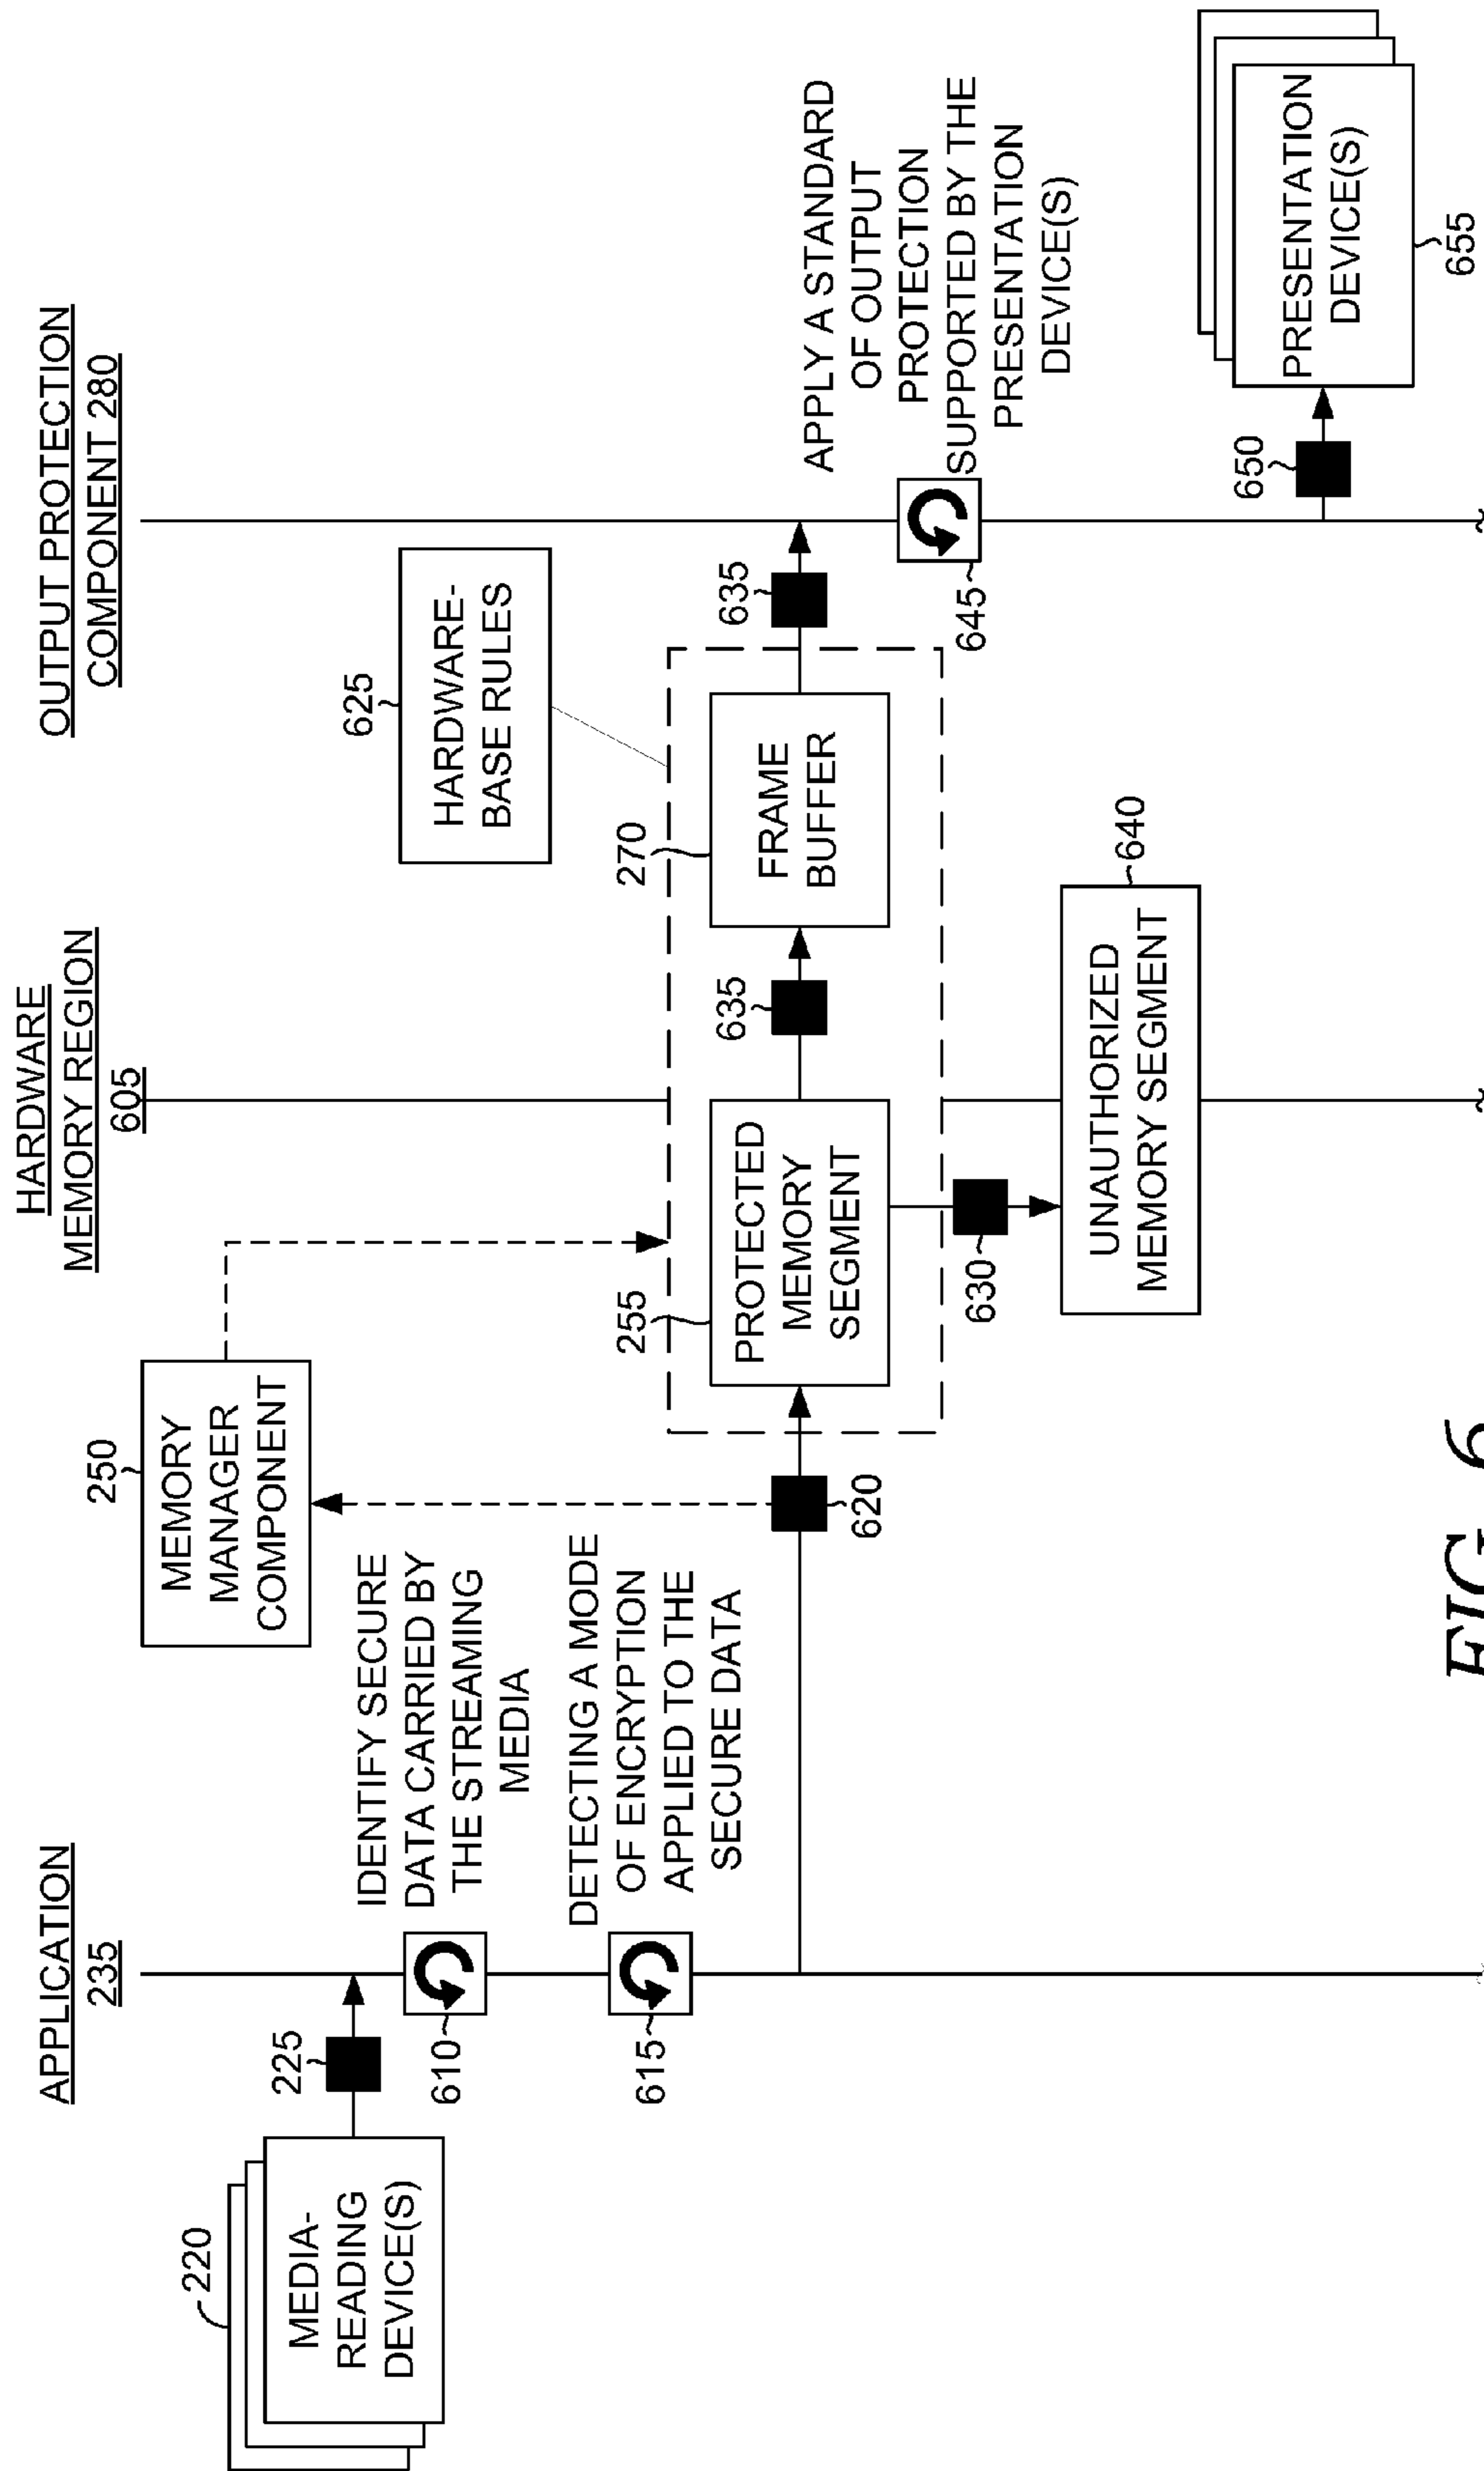 APPLICATION
235
HARDWARE
MEMORY REGION
605
OUTPUT PROTECTION
COMPONENT 280
220
MEDIA-
READING
DEVICE(S)
225
610
IDENTIFY SECURE
DATA CARRIED BY
THE STREAMING
MEDIA
615
DETECTING A MODE
OF ENCRYPTION
APPLIED TO THE
SECURE DATA
250
MEMORY
MANAGER
COMPONENT
620
255
PROTECTED
MEMORY
SEGMENT
630
640
UNAUTHORIZED
MEMORY SEGMENT
635
270
FRAME
BUFFER
625
HARDWARE-
BASE RULES
635
645
APPLY A STANDARD
OF OUTPUT
PROTECTION
SUPPORTED BY THE
PRESENTATION
DEVICE(S)
650
PRESENTATION
DEVICE(S)
655
FIG. 6